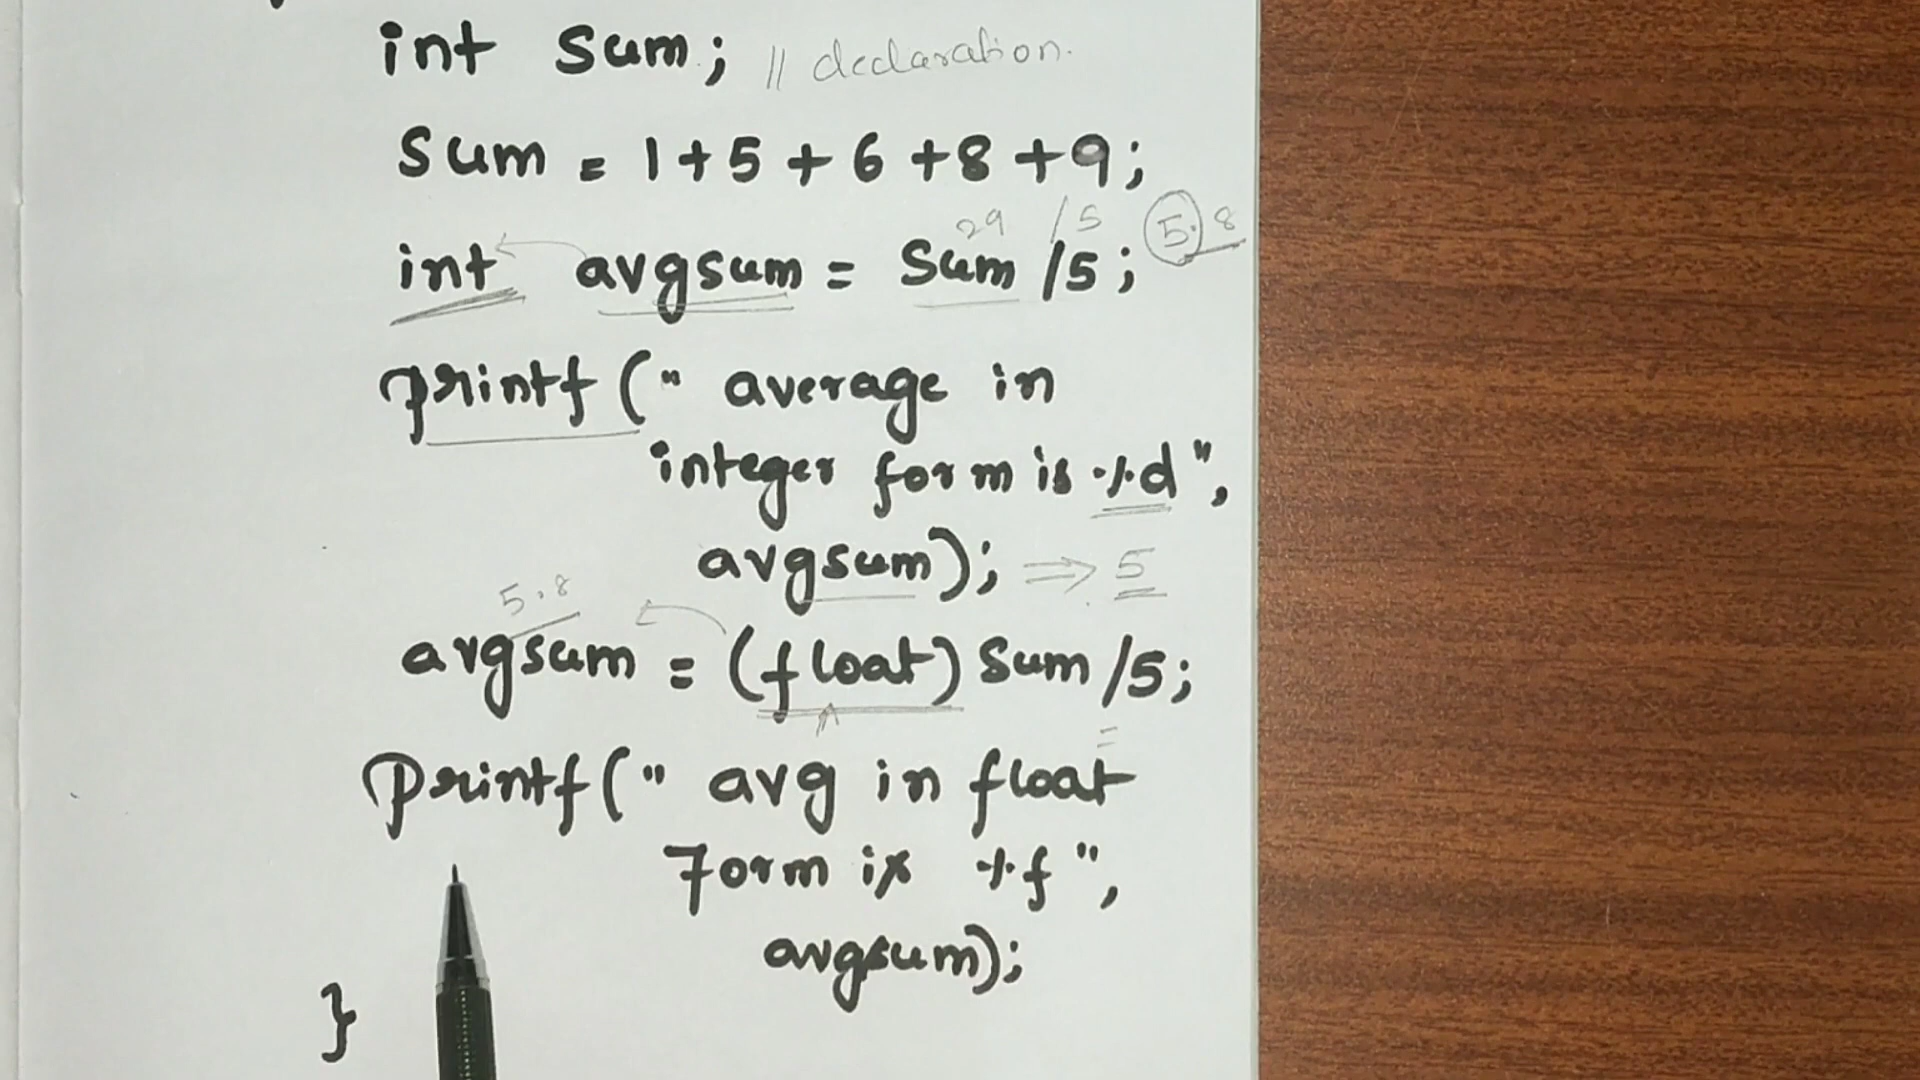 int sum; // declaration.
sum = 1+5+6+8+9;
29 /5 5.8
int avgsum = Sum /5;
printf (" average in
integer form is %d",
avgsum); ⇒ 5
5.8
avgsum = (float) Sum /5;
Printf (" avg in float
Form is %f",
avgsum);
}